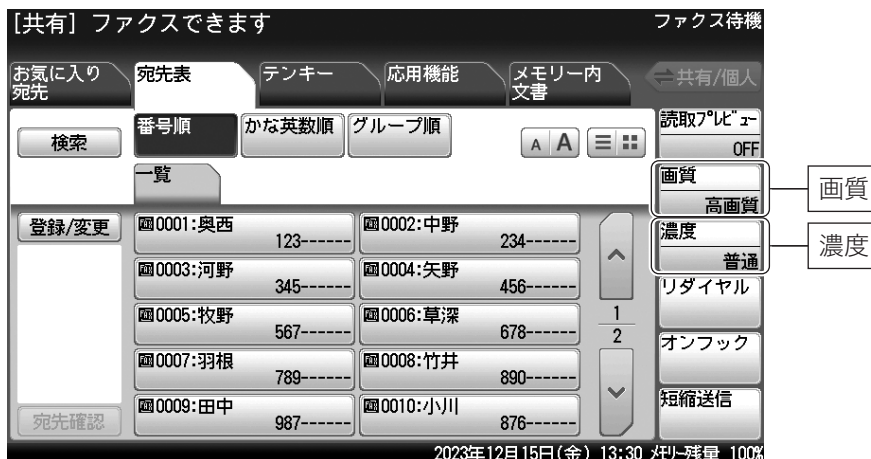 [共有] ファクスできます
ファクス待機
お気に入り
宛先
宛先表
テンキー
応用機能
メモリー内
文書
共有/個人
検索
番号順
かな英数順
グループ順
A A
読取プレビュー
OFF
一覧
画質
高画質
画質
登録/変更
濃度
普通
濃度
0001:奥西
123------
0002:中野
234------
0003:河野
345------
0004:矢野
456------
リダイヤル
0005:牧野
567------
0006:草深
678------
1
2
オンフック
0007:羽根
789------
0008:竹井
890------
0009:田中
987------
0010:小川
876------
短縮送信
宛先確認
2023年12月15日(金) 13:30 メモリー残量 100%